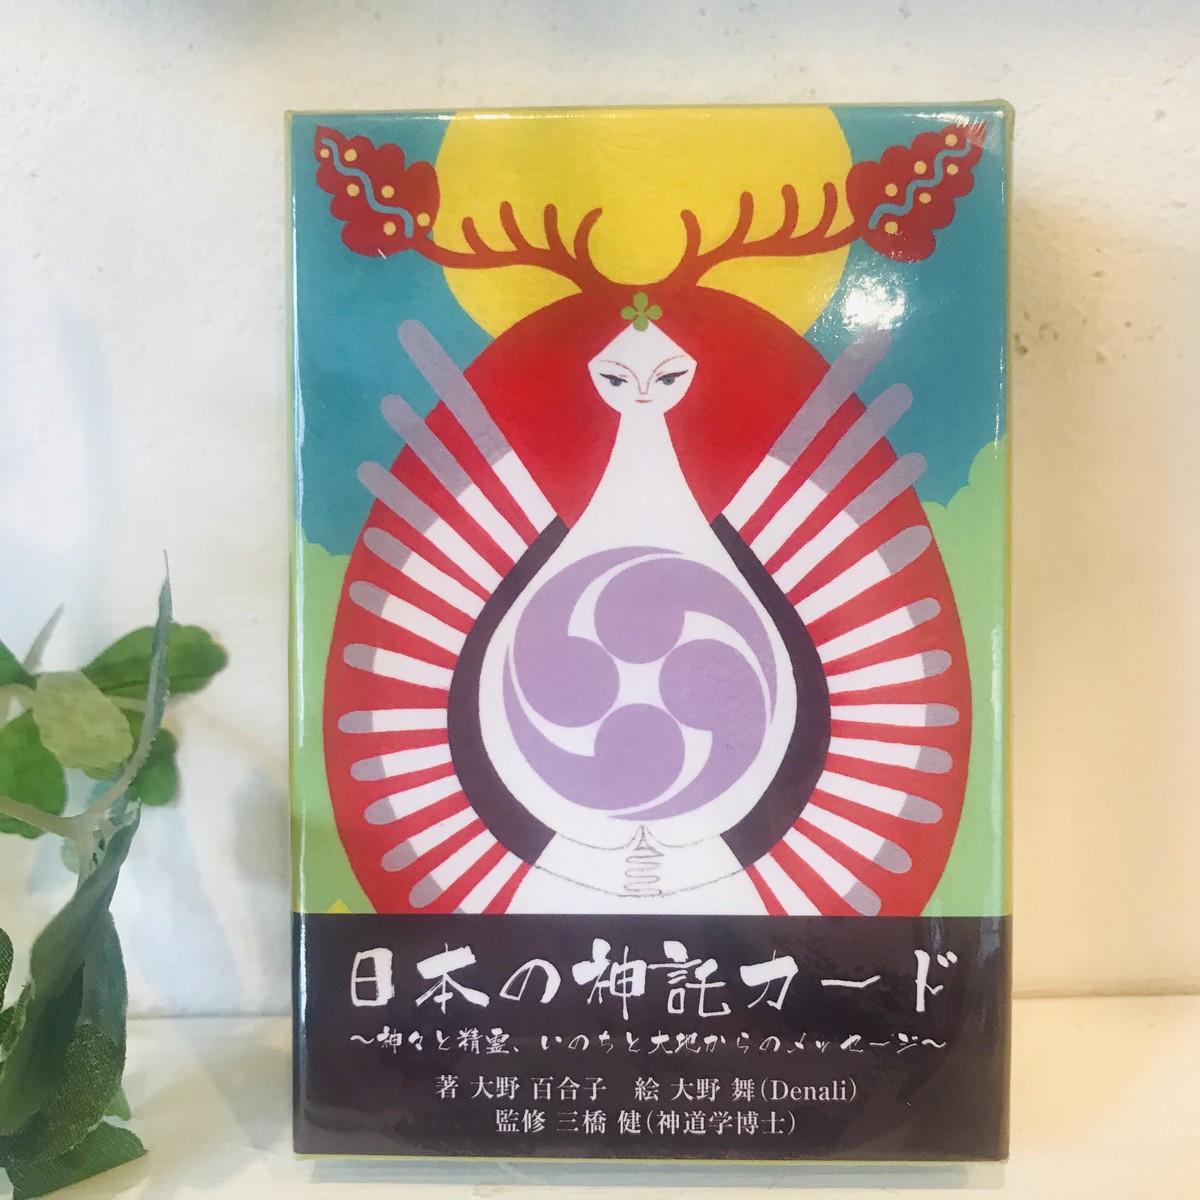 日本の神託カード
～神々と精霊、いのちと大地からのメッセージ～
著 大野 百合子　絵 大野 舞（Denali）
監修 三橋 健（神道学博士）